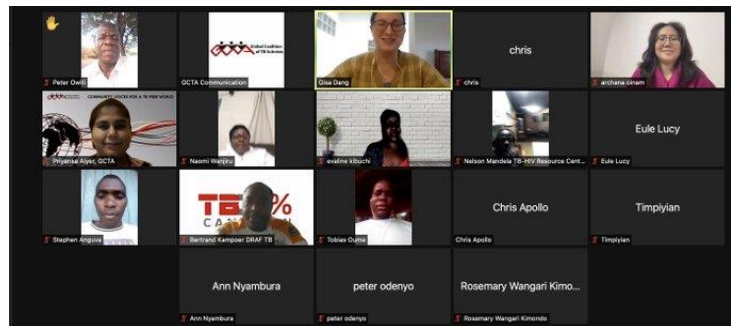 Peter Owiti
Global Coalition
of TB Activists
GCTA Communication
Gisa Dang
chris
chris
archana oinam
COMMUNITY VOICES FOR A TB FREE WORLD
Priyanka Aiyer, GCTA
Naomi Wanjiru
evaline kibuchi
Nelson Mandela TB-HIV Resource Cent...
Eule Lucy
Eule Lucy
Stephen Anguva
TB
%
Bertrand Kampoer DRAF TB
Tobias Ouma
Chris Apollo
Chris Apollo
Timpiyian
Timpiyian
Ann Nyambura
Ann Nyambura
peter odenyo
peter odenyo
Rosemary Wangari Kimo...
Rosemary Wangari Kimondo